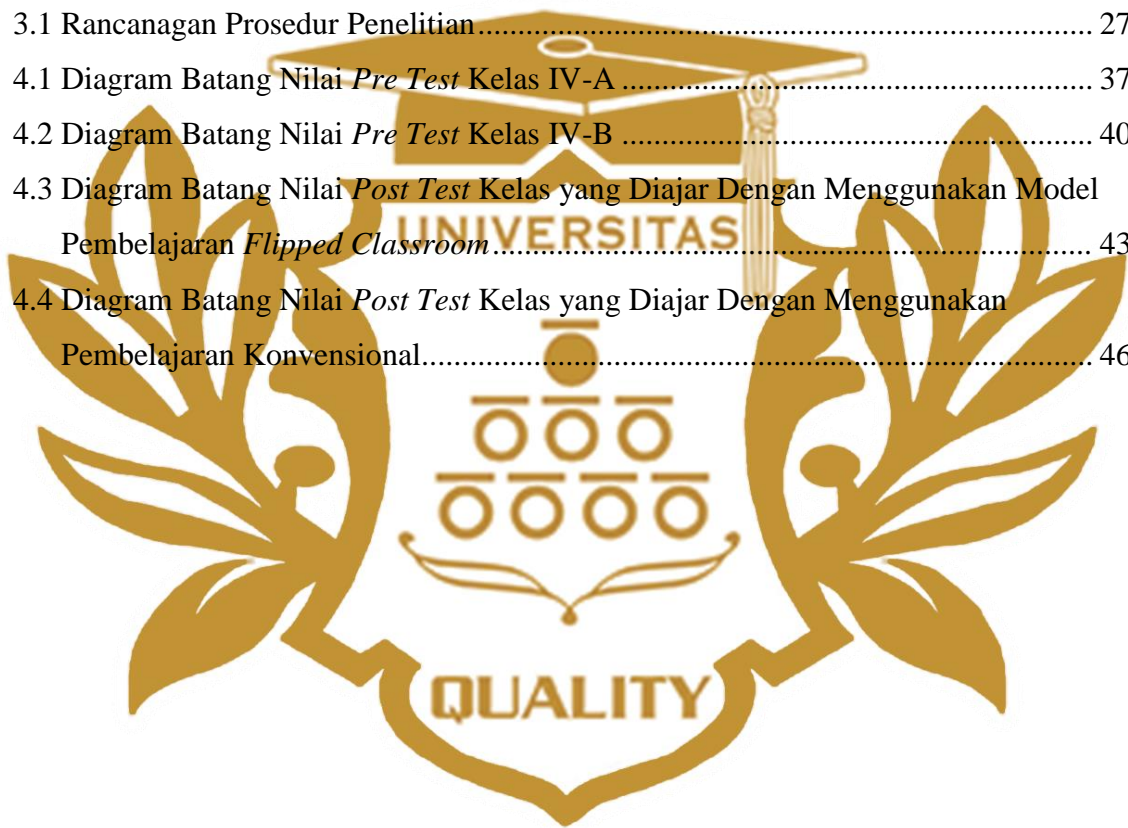 3.1 Rancanagan Prosedur Penelitian............................................................................ 27
4.1 Diagram Batang Nilai Pre Test Kelas IV-A .......................................................... 37
4.2 Diagram Batang Nilai Pre Test Kelas IV-B .......................................................... 40
4.3 Diagram Batang Nilai Post Test Kelas yang Diajar Dengan Menggunakan Model
UNIVERSITAS
Pembelajaran Flipped Classroom.......................................................................... 43
4.4 Diagram Batang Nilai Post Test Kelas yang Diajar Dengan Menggunakan
Pembelajaran Konvensional................................................................................... 46
QUALITY